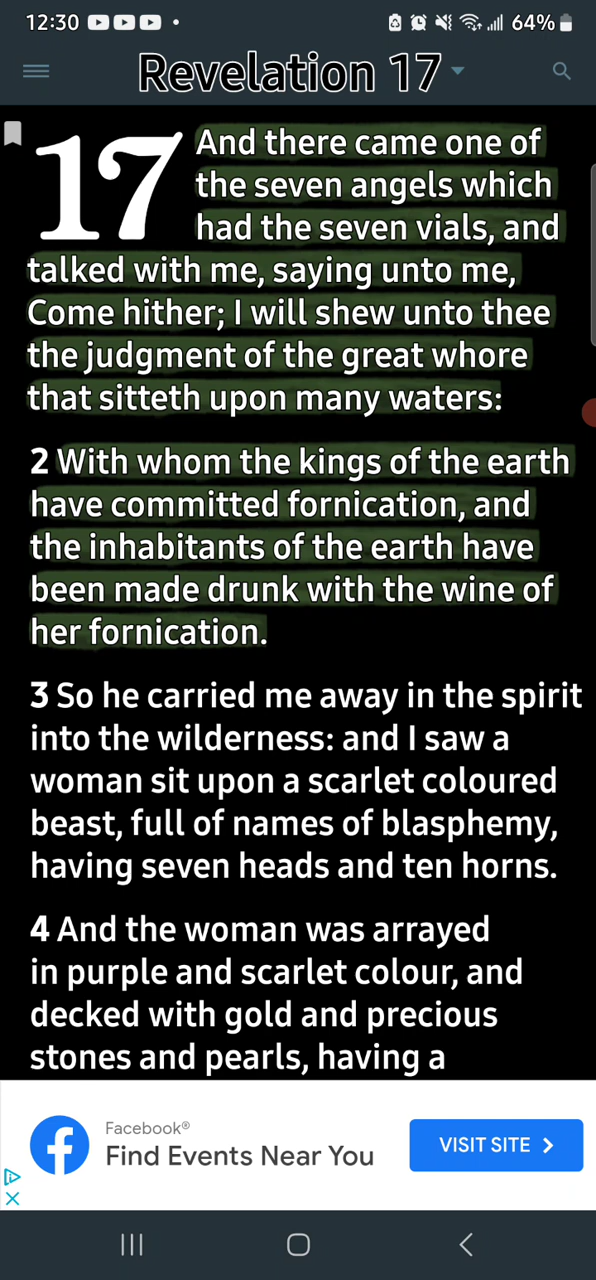 12:30
64%
Revelation 17
17 And there came one of
the seven angels which
had the seven vials, and
talked with me, saying unto me,
Come hither; I will shew unto thee
the judgment of the great whore
that sitteth upon many waters:
2 With whom the kings of the earth
have committed fornication, and
the inhabitants of the earth have
been made drunk with the wine of
her fornication.
3 So he carried me away in the spirit
into the wilderness: and I saw a
woman sit upon a scarlet coloured
beast, full of names of blasphemy,
having seven heads and ten horns.
4 And the woman was arrayed
in purple and scarlet colour, and
decked with gold and precious
stones and pearls, having a
Facebook®
Find Events Near You
VISIT SITE